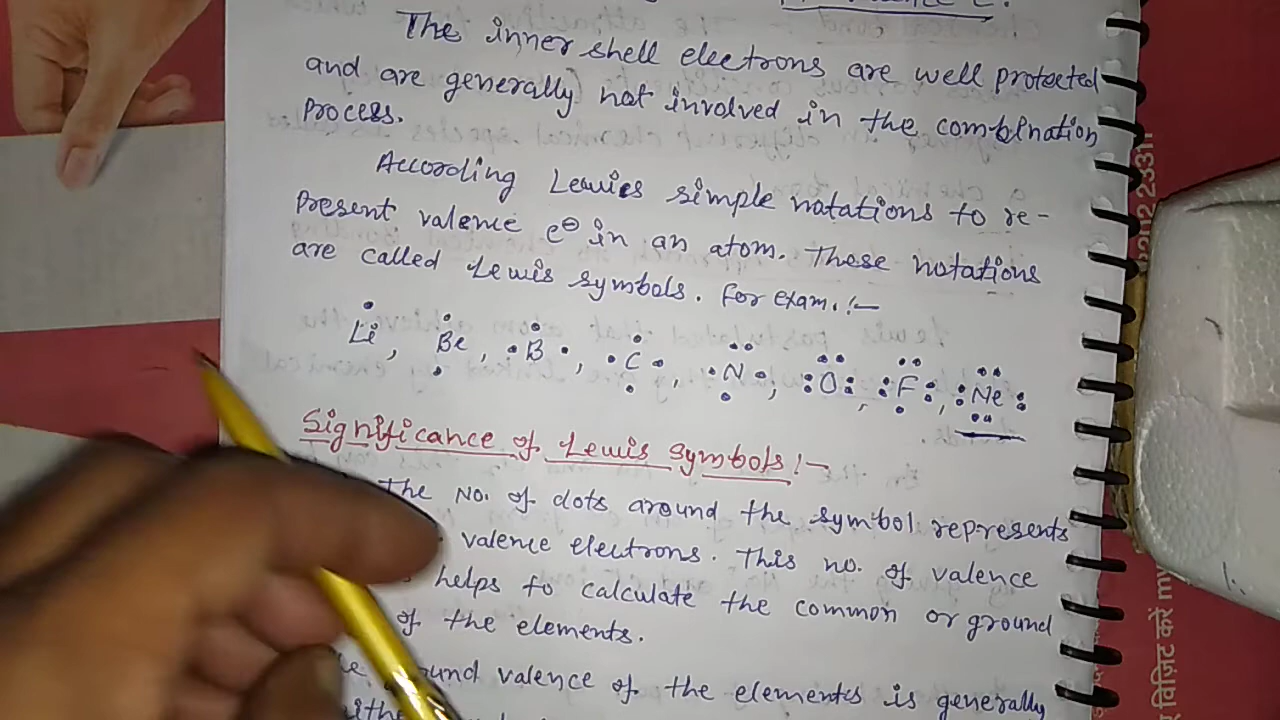 The inner shell electrons are well protected
and are generally not involved in the combination
process.
According Lewies simple notations to re-
present valence e⊖ in an atom. These notations
are called Lewis symbols. For exam.:-
Li, Be, B, C, N, O, F, Ne
Significance of Lewis Symbols:-
The No. of dots around the symbol represents
valence electrons. This no. of valence
helps to calculate the common or ground
of the elements.
valence of the elements is generally
विज़िट करें my